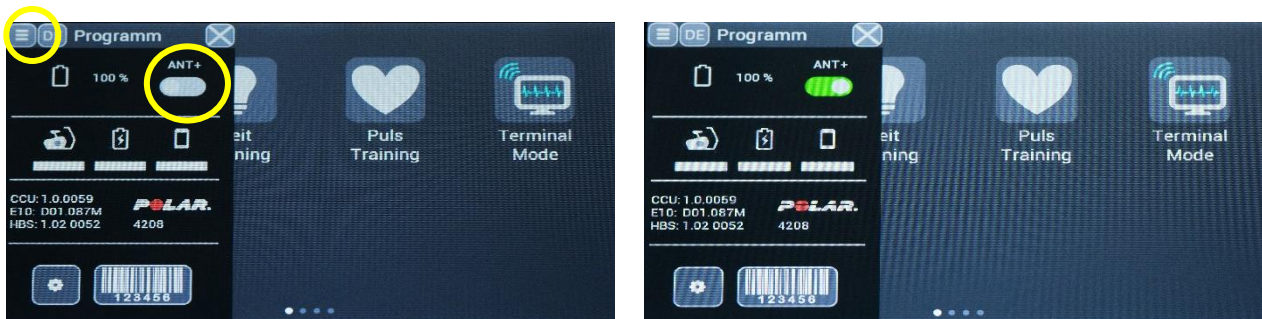 DE Programm
100 %
ANT+
eit
ning
Puls
Training
Terminal
Mode
CCU: 1.0.0059
E10: D01.087M
HBS: 1.02 0052
POLAR.
4208
123456
DE Programm
100 %
ANT+
eit
ning
Puls
Training
Terminal
Mode
CCU: 1.0.0059
E10: D01.087M
HBS: 1.02 0052
POLAR.
4208
123456